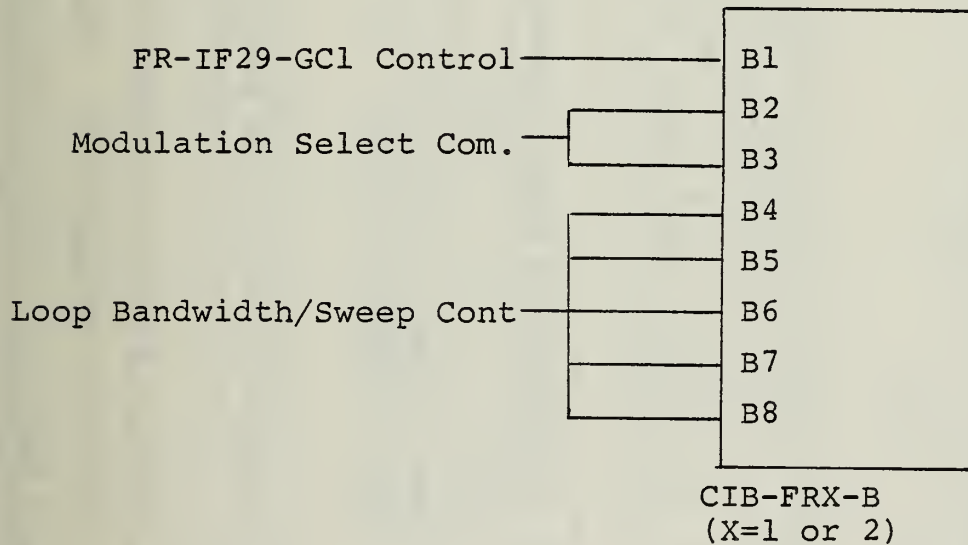 FR-IF29-GC1 Control
B1
B2
Modulation Select Com.
B3
B4
B5
Loop Bandwidth/Sweep Cont
B6
B7
B8
CIB-FRX-B
(X=1 or 2)